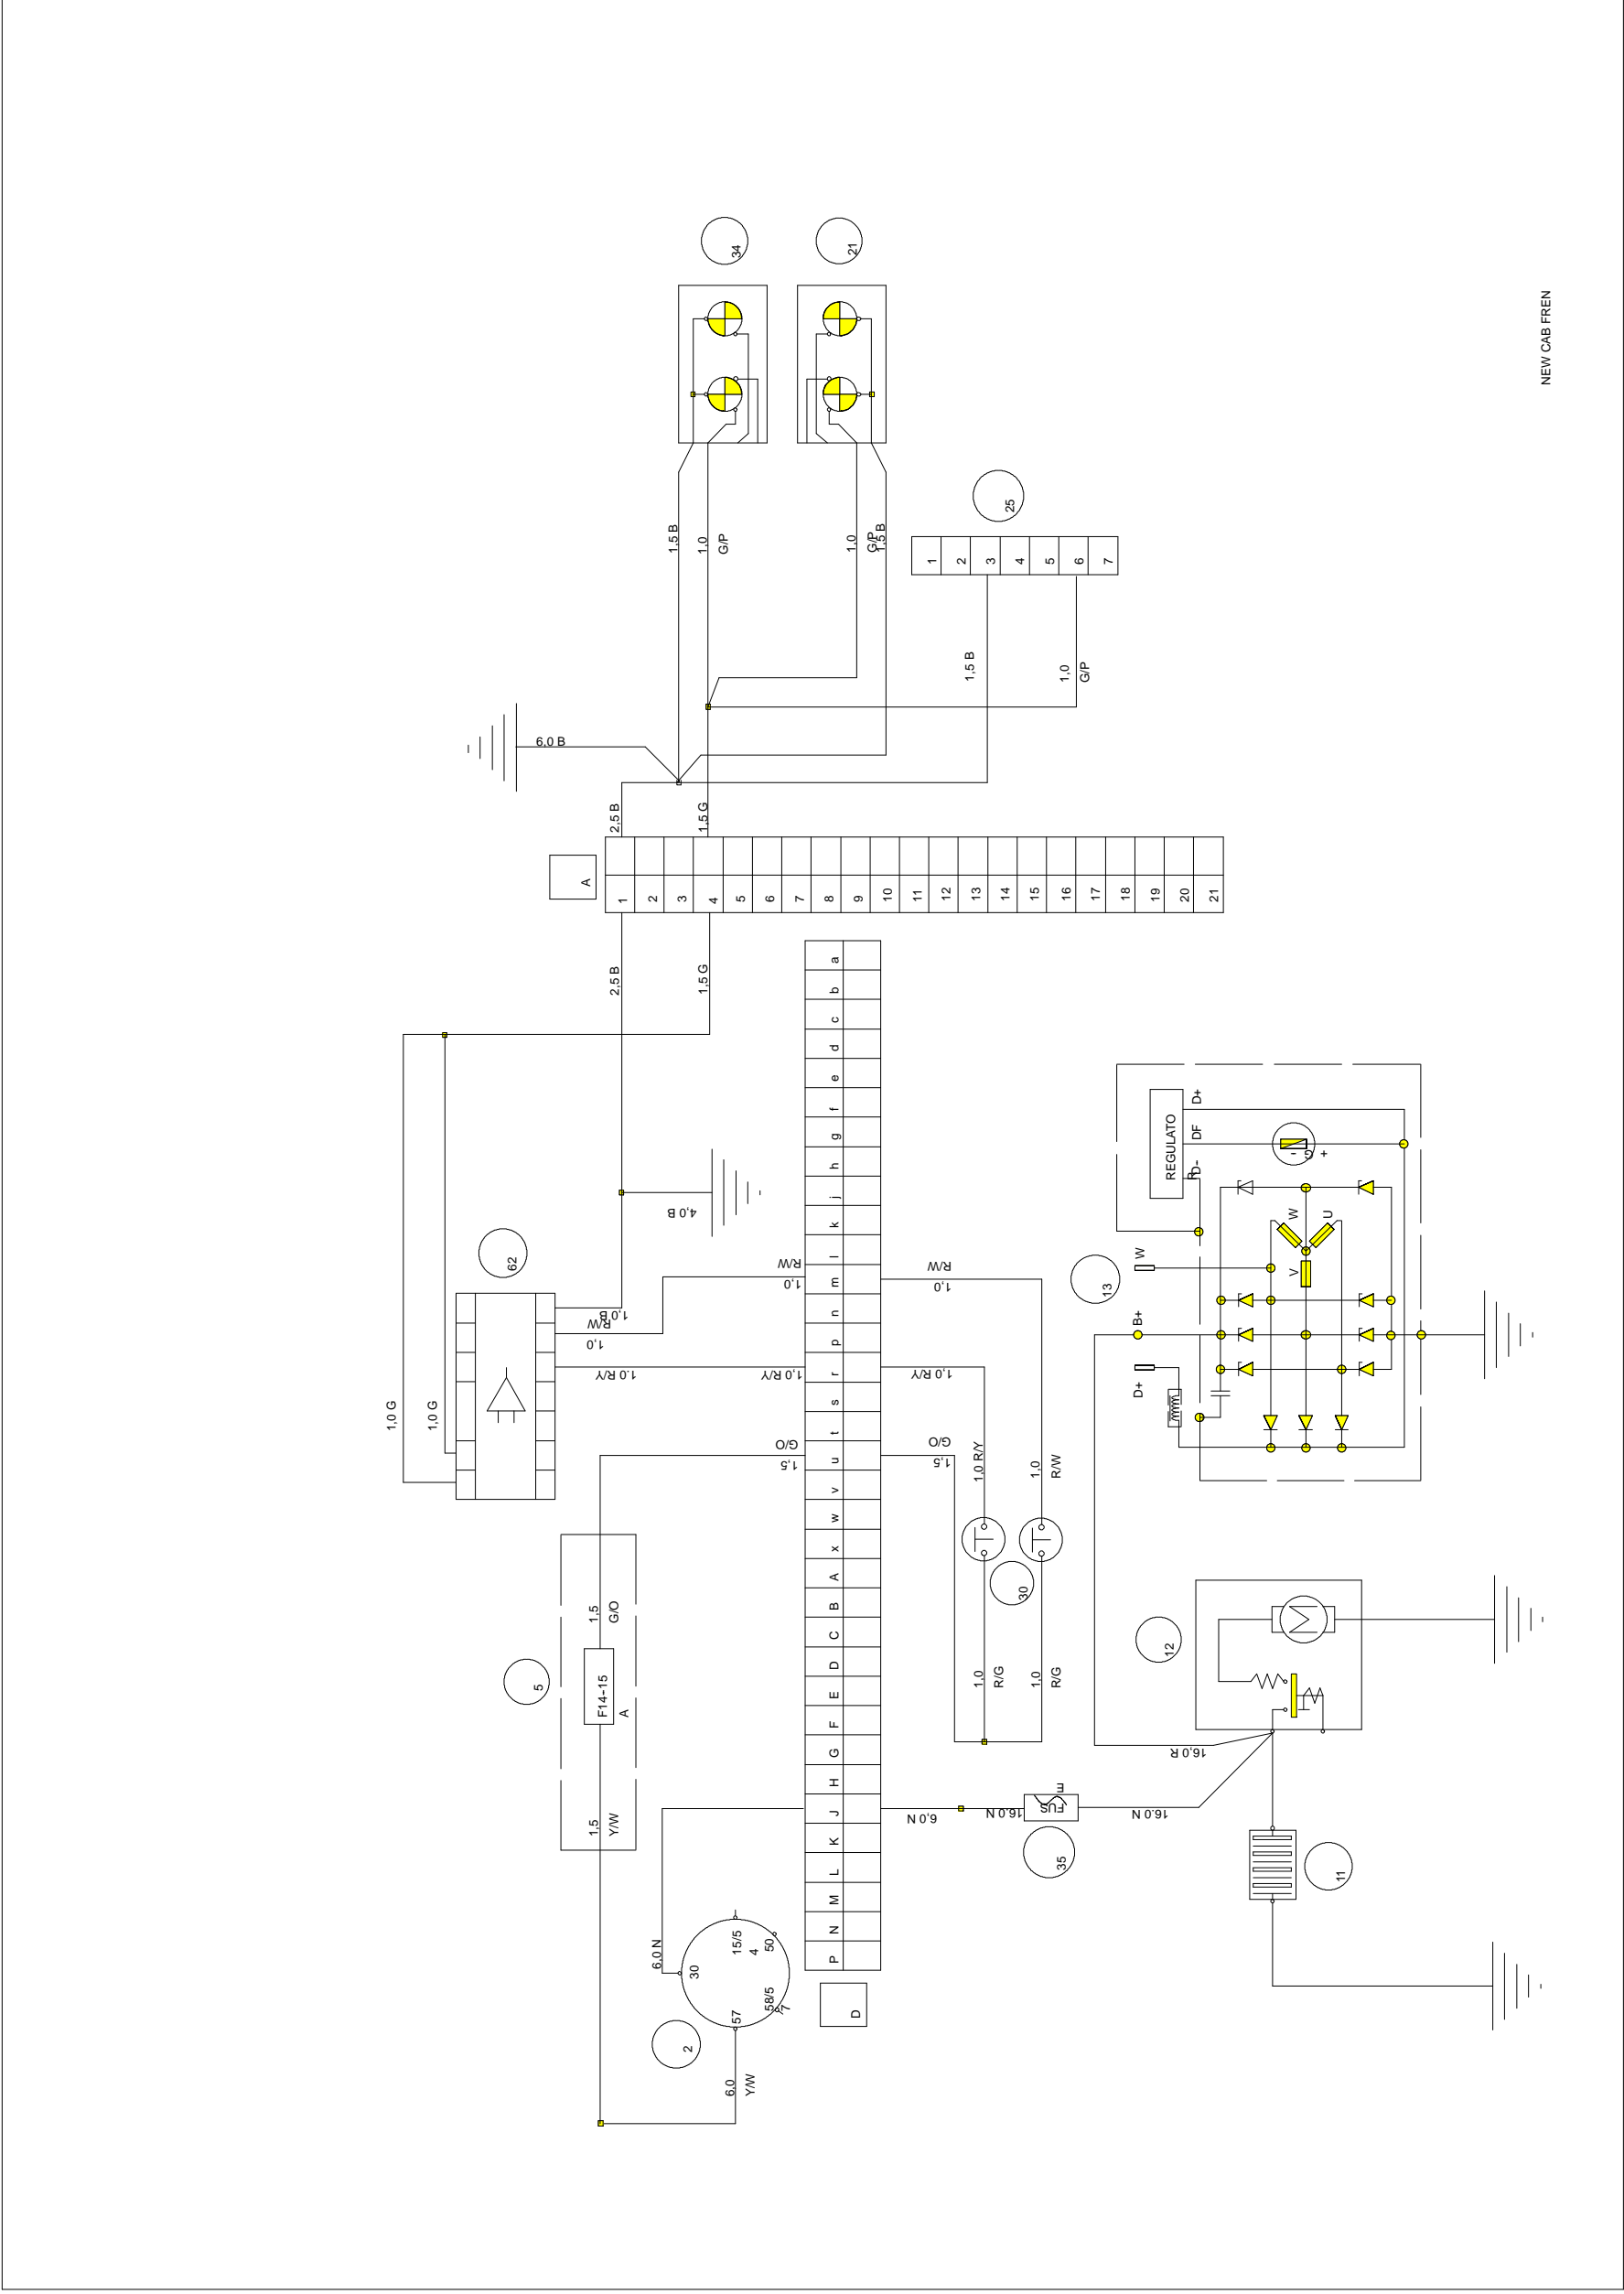 34
21
NEW CAB FREN
1,5 B
1,0
G/P
1,0
G/P
1,5 B
25
1
2
3
4
5
6
7
1,5 B
1,0
G/P
6,0 B
2,5 B
1,5 G
A
1
2
3
4
5
6
7
8
9
10
11
12
13
14
15
16
17
18
19
20
21
2,5 B
1,5 G
a
b
c
d
e
f
g
h
j
k
l
m
n
p
r
s
t
u
v
w
x
A
B
C
D
E
F
G
H
J
K
L
M
N
P
D
4,0 B
62
1,0 B
R/W
1,0
R/W
1,0
1.0 R/Y
1,0 R/Y
1,0 G
1,0 G
G/O
1,5
R/W
1,0
1,0 R/Y
G/O
1,5
1,0 R/Y
1,0
R/W
30
1,0
R/G
1,0
R/G
5
1,5
G/O
F14-15
A
1,5
Y/W
REGULATO
R
D+
DF
D-
- G +
W
U
V
13
W
B+
D+
12
16,0 R
6,0 N
16,0 N
FUS
E
16,0 N
35
11
6,0 N
30
15/5
4
50
58/5
7
57
2
6,0
Y/W